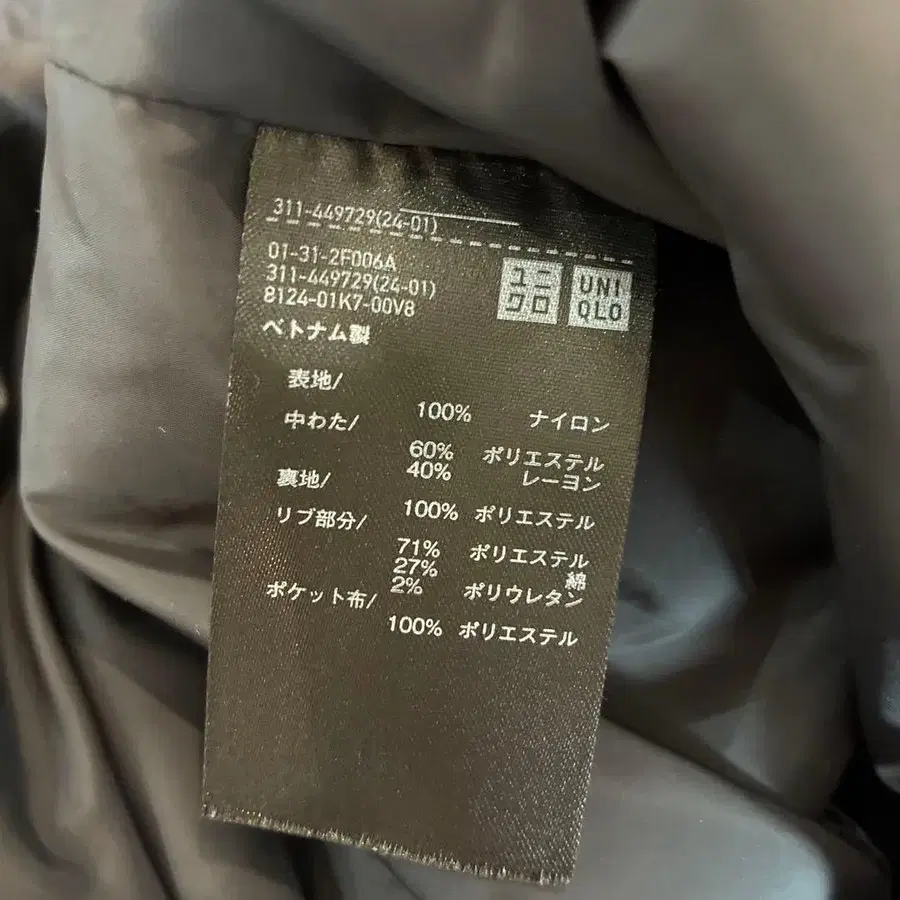 311-449729(24-01)
01-31-2F006A
311-449729(24-01)
8124-01K7-00V8
ユニ
クロ
UNI
QLO
ベトナム製
表地/
100% ナイロン
中わた/
60% ポリエステル
40% レーヨン
裏地/
100% ポリエステル
リブ部分/
71% ポリエステル
27% 綿
2% ポリウレタン
ポケット布/
100% ポリエステル